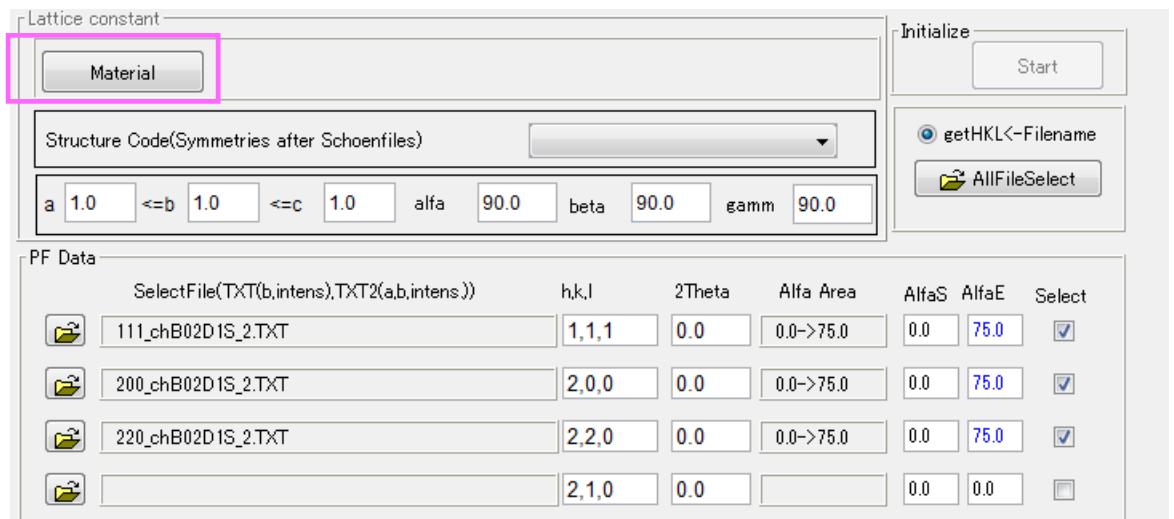 Lattice constant
Initialize
Material
Start
Structure Code(Symmetries after Schoenfiles)
getHKL<-Filename
AllFileSelect
a 1.0 <=b 1.0 <=c 1.0 alfa 90.0 beta 90.0 gamm 90.0
PF Data
SelectFile(TXT(b,intens),TXT2(a,b,intens.)) h,k,l 2Theta Alfa Area AlfaS AlfaE Select
111_chB02D1S_2.TXT 1,1,1 0.0 0.0->75.0 0.0 75.0
200_chB02D1S_2.TXT 2,0,0 0.0 0.0->75.0 0.0 75.0
220_chB02D1S_2.TXT 2,2,0 0.0 0.0->75.0 0.0 75.0
2,1,0 0.0 0.0 0.0